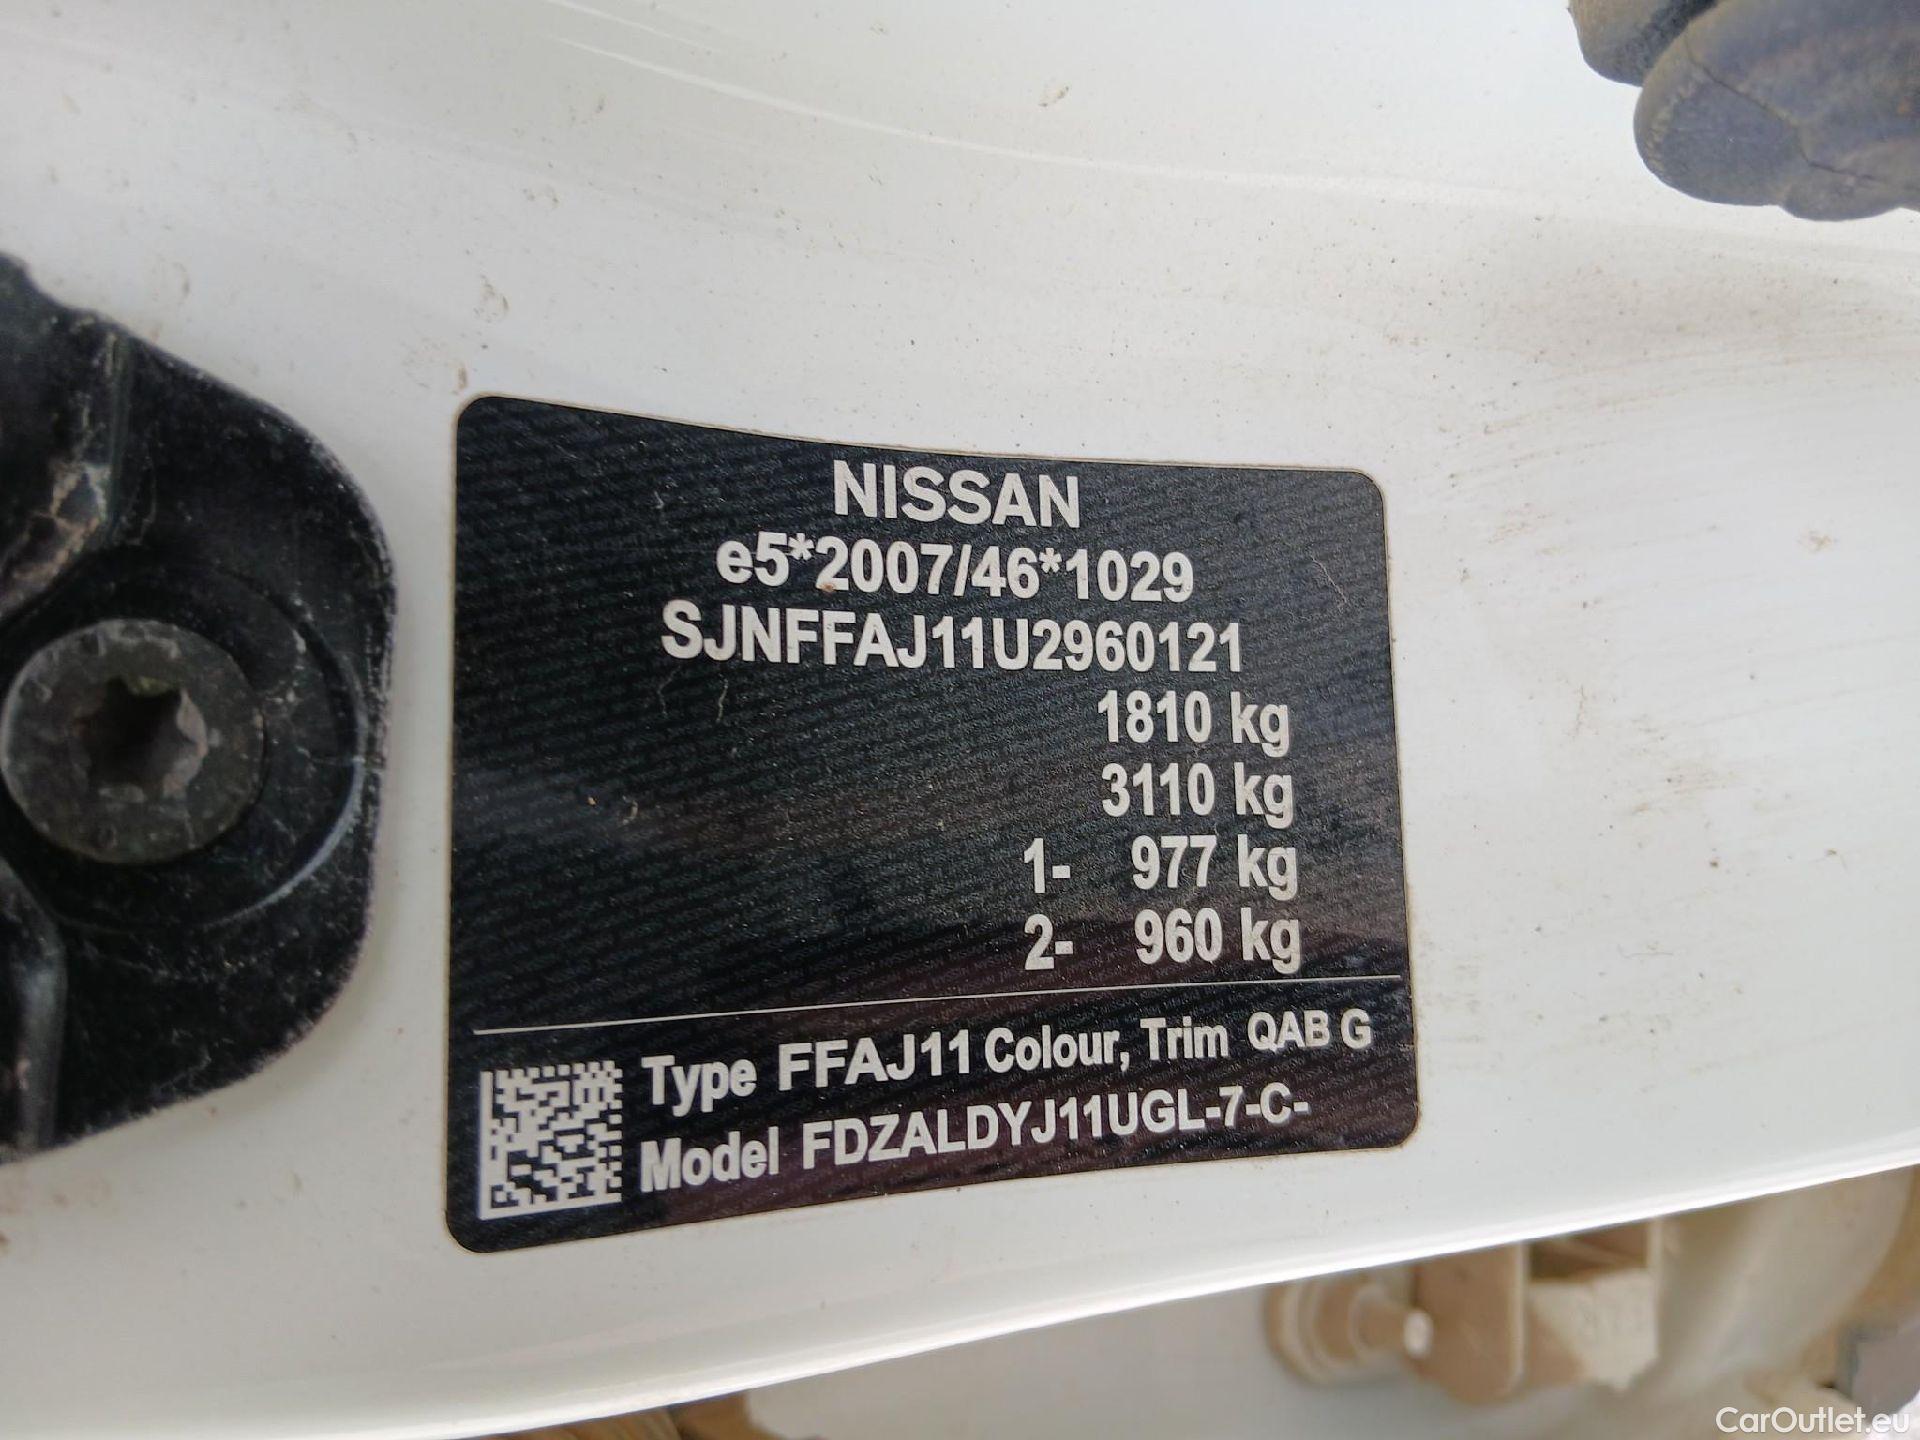 NISSAN
e5*2007/46*1029
SJNFFAJ11U2960121
1810 kg
3110 kg
1- 977 kg
2- 960 kg
Type FFAJ11 Colour, Trim QAB G
Model FDZALDYJ11UGL-7-C-
CarOutlet.eu